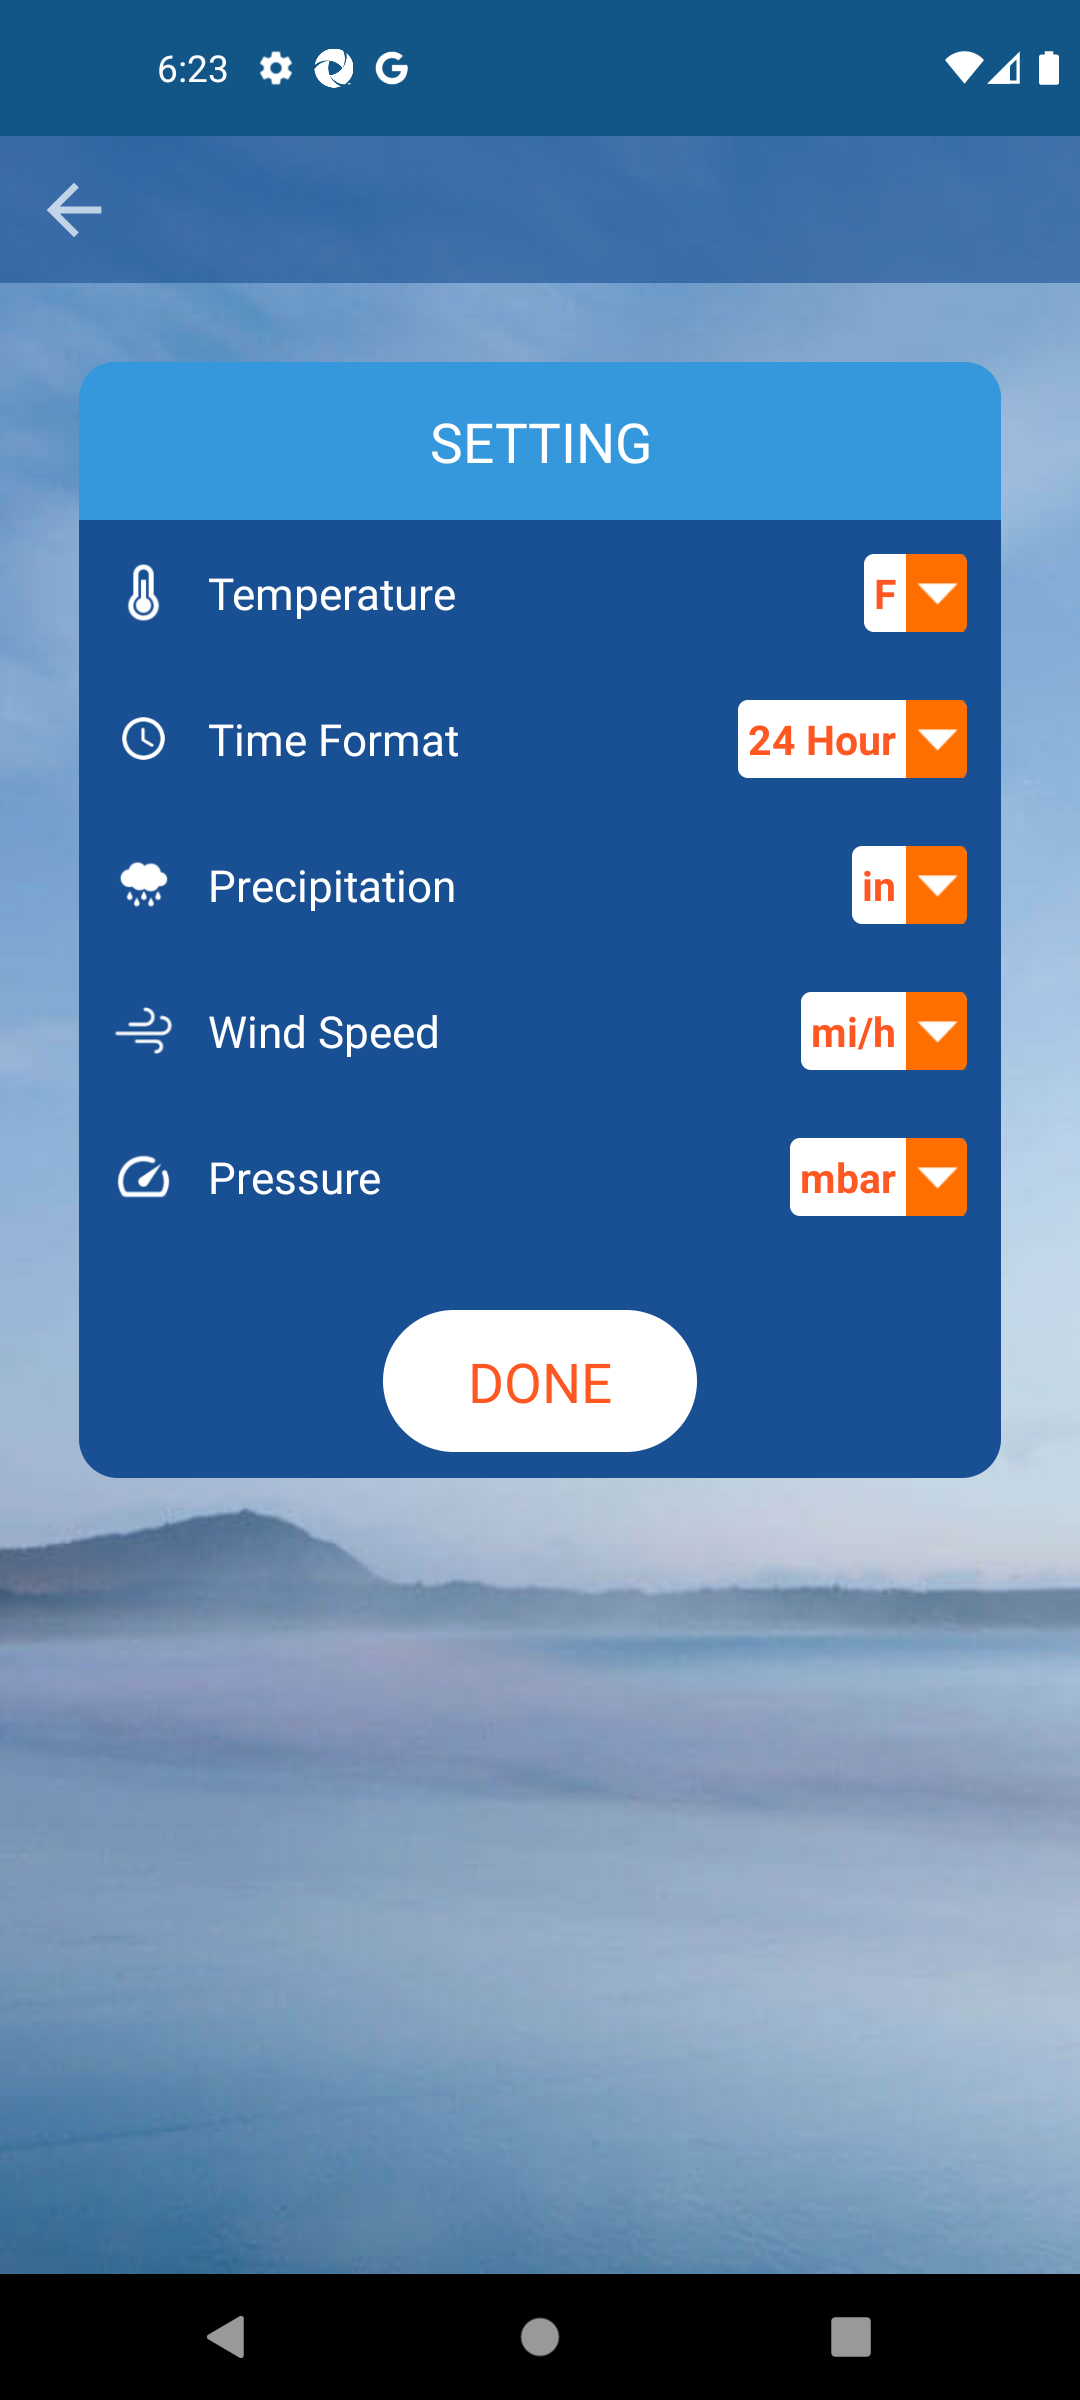 6:23
SETTING
Temperature F
Time Format 24 Hour
Precipitation in
Wind Speed mi/h
Pressure mbar
DONE